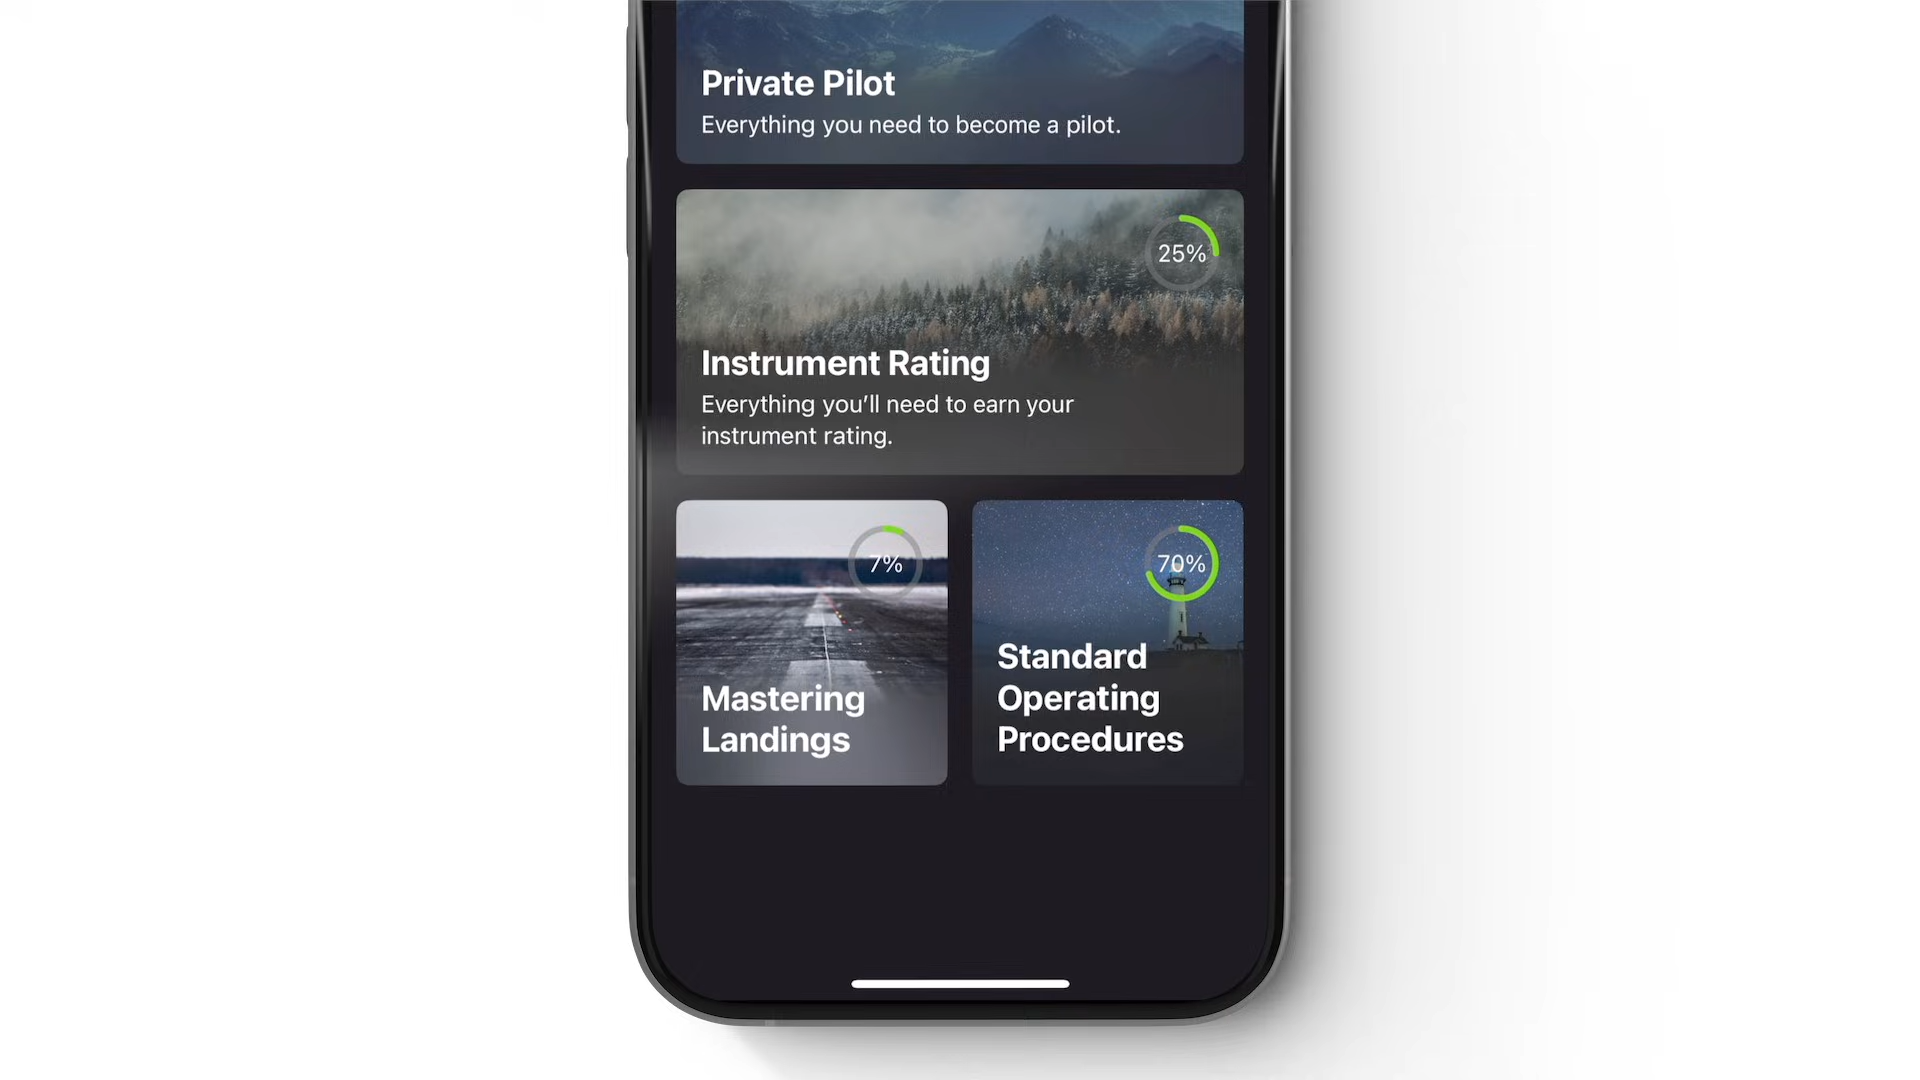 Private Pilot
Everything you need to become a pilot.
25%
Instrument Rating
Everything you’ll need to earn your
instrument rating.
7%
Mastering
Landings
70%
Standard
Operating
Procedures